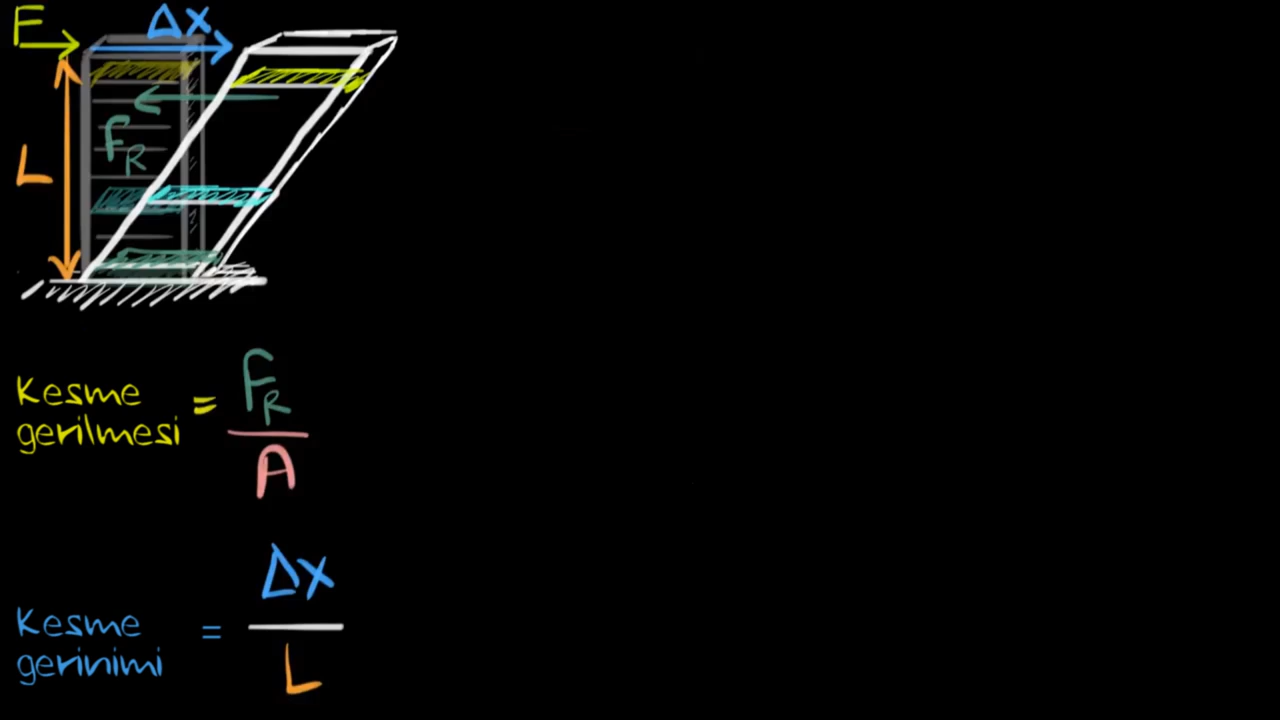 F Δx
L
FR
Kesme
gerilmesi = FR / A
Kesme
gerinimi = Δx / L